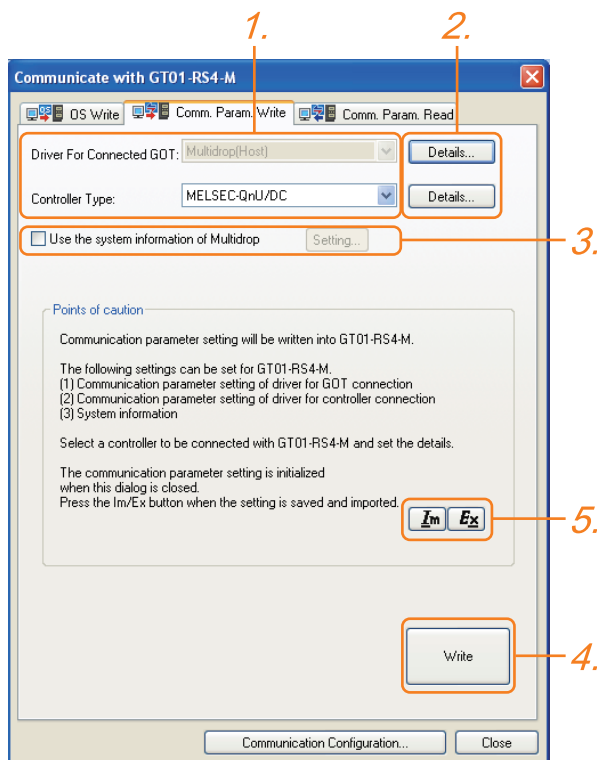 1.
2.
Communicate with GT01-RS4-M
OS Write
Comm. Param. Write
Comm. Param. Read
Driver For Connected GOT: Multidrop(Host) Details...
Controller Type: MELSEC-QnU/DC Details...
Use the system information of Multidrop Setting...
3.
Points of caution
Communication parameter setting will be written into GT01-RS4-M.
The following settings can be set for GT01-RS4-M.
(1) Communication parameter setting of driver for GOT connection
(2) Communication parameter setting of driver for controller connection
(3) System information
Select a controller to be connected with GT01-RS4-M and set the details.
The communication parameter setting is initialized
when this dialog is closed.
Press the Im/Ex button when the setting is saved and imported.
Im Ex
5.
Write
4.
Communication Configuration... Close